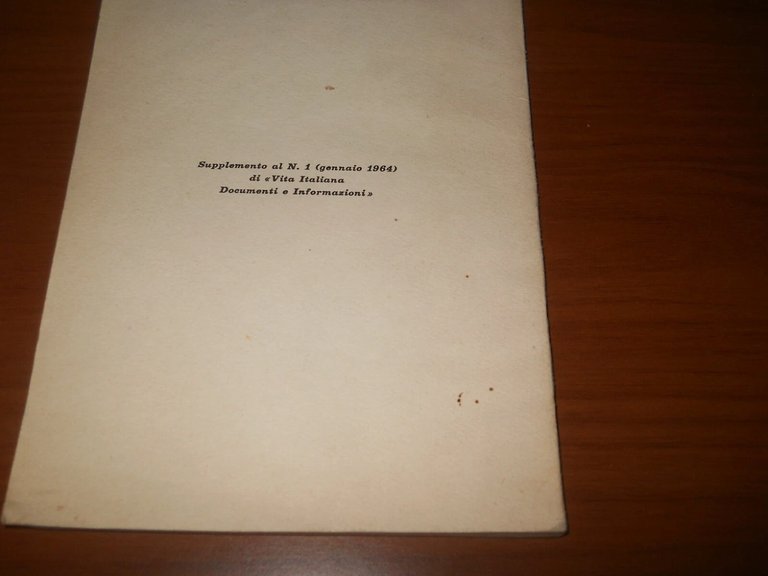 Supplemento al N. 1 (gennaio 1964)
di « Vita Italiana
Documenti e Informazioni »